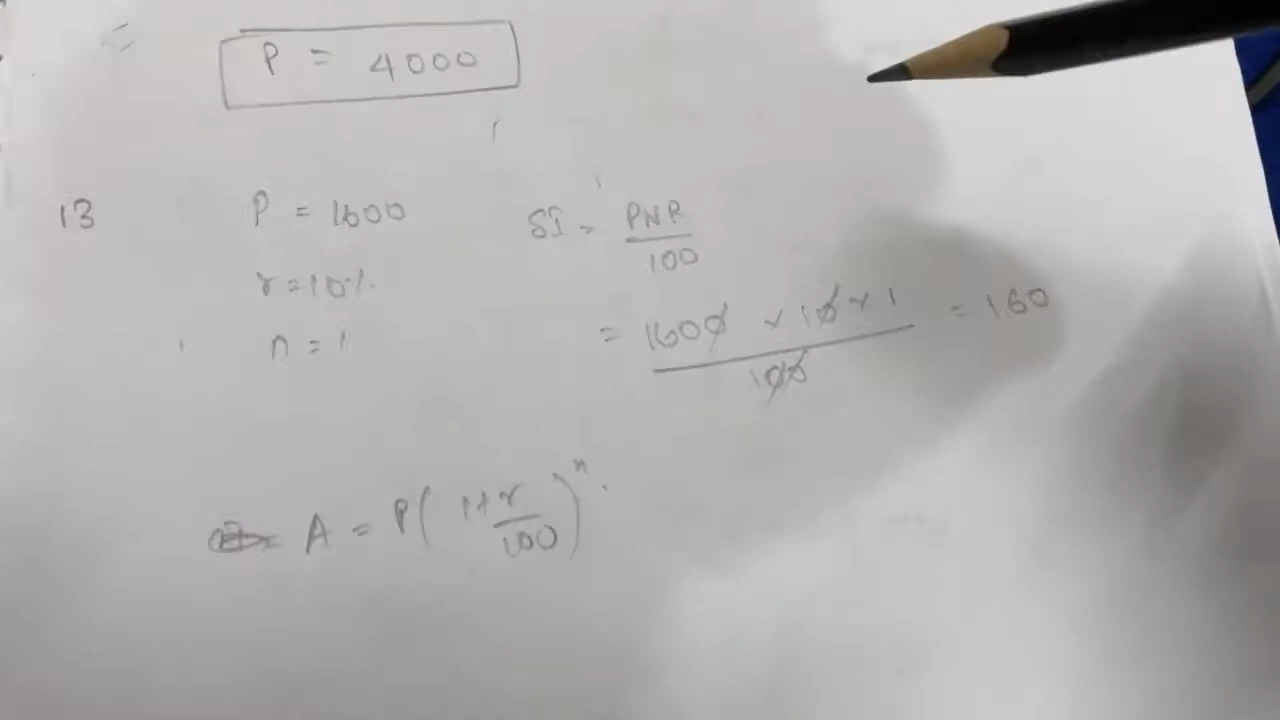 P = 4000
13 P = 1600 SI = PNR/100
r = 10%
= 1600 × 10 × 1/100 = 160
n = 1
A = P(1+r/100)^n.